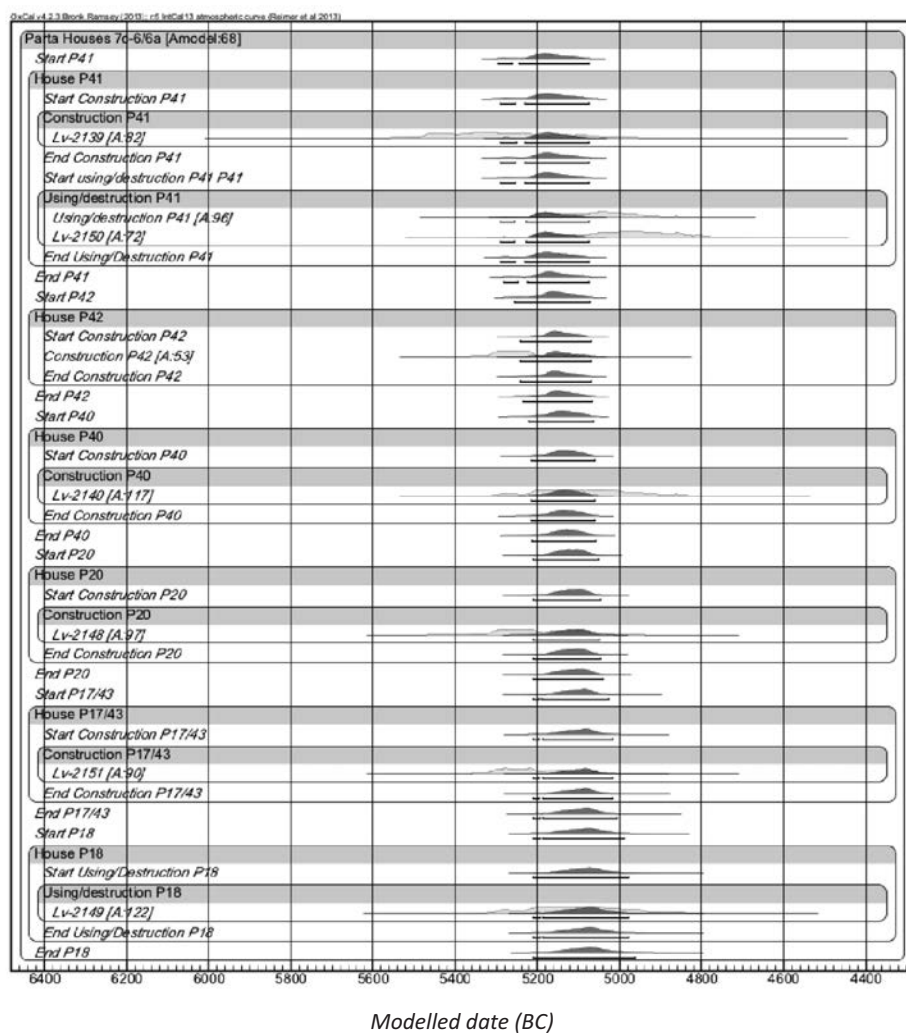 OxCal v4.2.3 Bronk Ramsey (2013); r:5 IntCal13 atmospheric curve (Reimer et al 2013)
Parta Houses 7c-6/6a [Amodel:68]
Start P41
House P41
Start Construction P41
Construction P41
Lv-2139 [A:82]
End Construction P41
Start using/destruction P41 P41
Using/destruction P41
Using/destruction P41 [A:96]
Lv-2150 [A:72]
End Using/Destruction P41
End P41
Start P42
House P42
Start Construction P42
Construction P42 [A:53]
End Construction P42
End P42
Start P40
House P40
Start Construction P40
Construction P40
Lv-2140 [A:117]
End Construction P40
End P40
Start P20
House P20
Start Construction P20
Construction P20
Lv-2148 [A:97]
End Construction P20
End P20
Start P17/43
House P17/43
Start Construction P17/43
Construction P17/43
Lv-2151 [A:90]
End Construction P17/43
End P17/43
Start P18
House P18
Start Using/Destruction P18
Using/destruction P18
Lv-2149 [A:122]
End Using/Destruction P18
End P18
6400 6200 6000 5800 5600 5400 5200 5000 4800 4600 4400
Modelled date (BC)